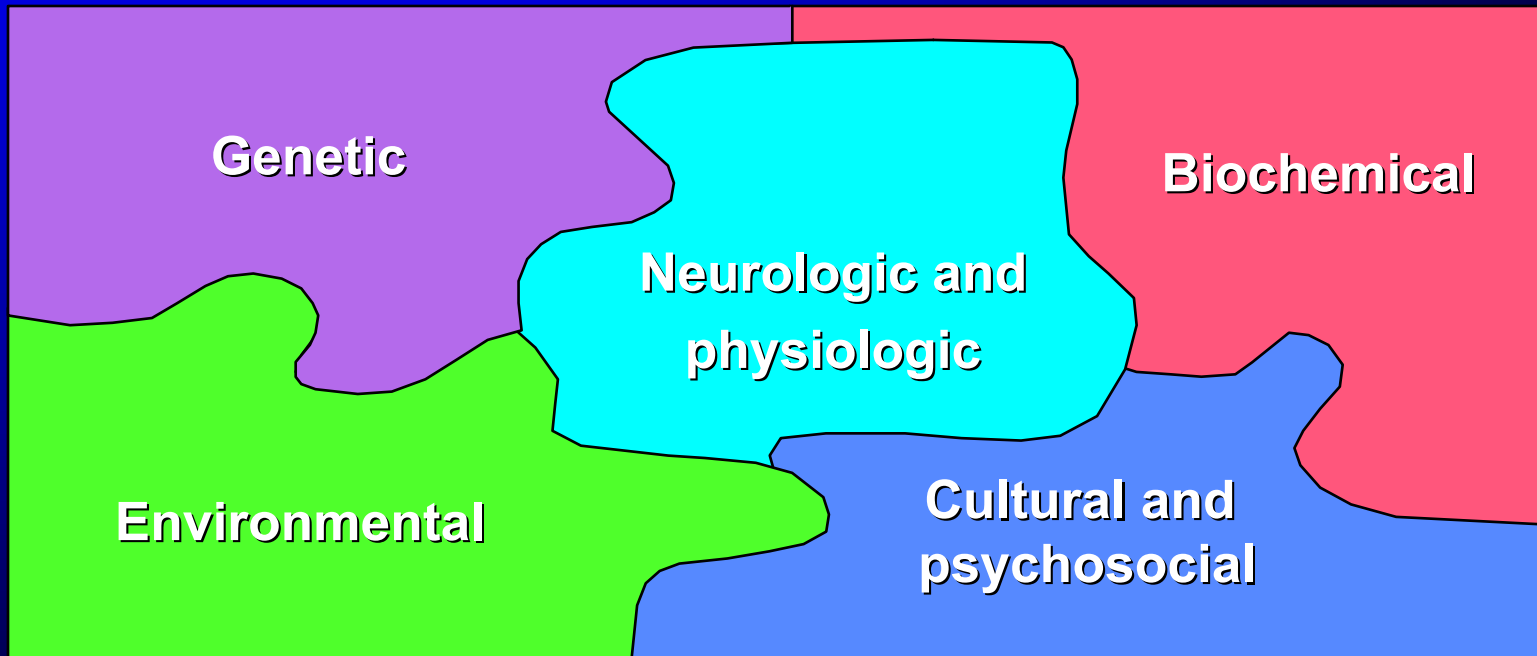 Genetic
Biochemical
Neurologic and
physiologic
Environmental
Cultural and
psychosocial